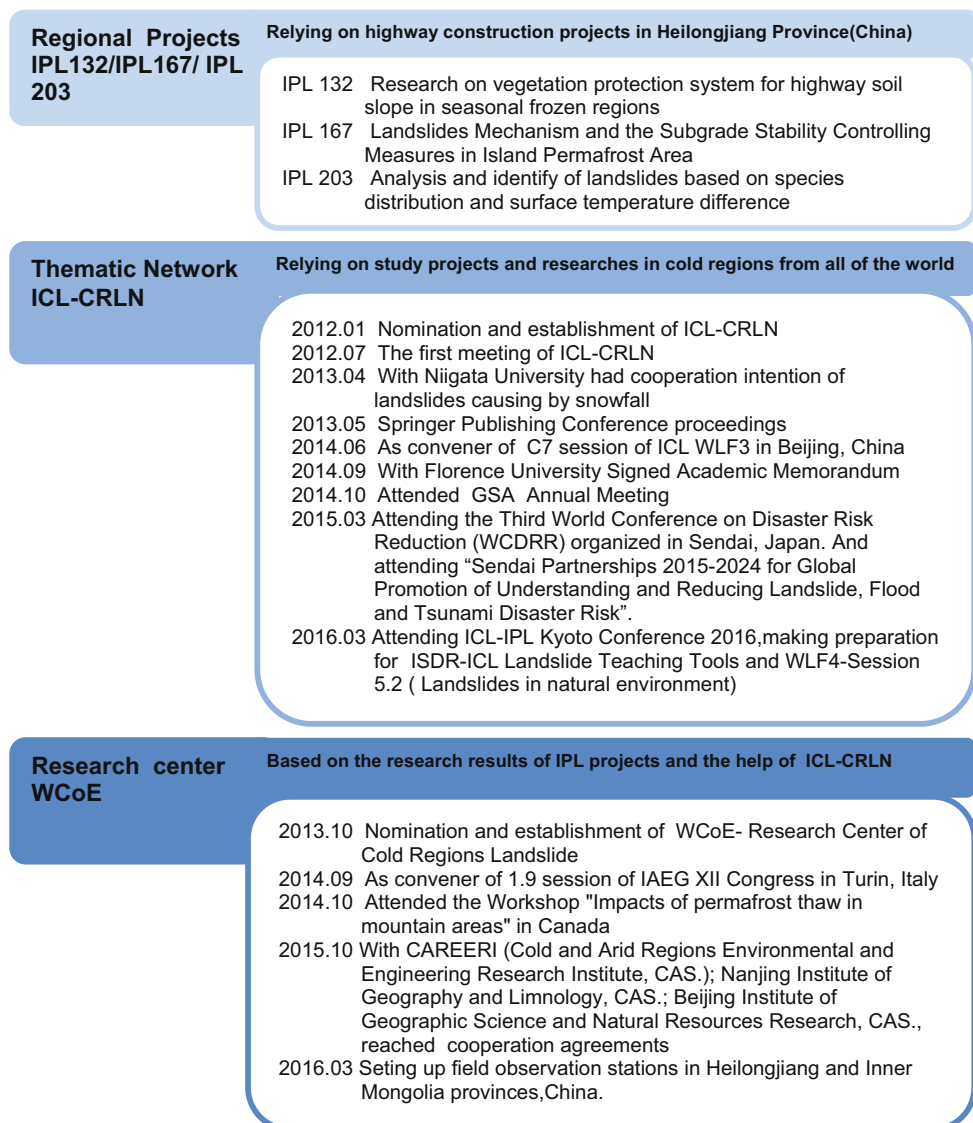 Regional Projects
IPL132/IPL167/ IPL
203
Relying on highway construction projects in Heilongjiang Province(China)
IPL 132 Research on vegetation protection system for highway soil
slope in seasonal frozen regions
IPL 167 Landslides Mechanism and the Subgrade Stability Controlling
Measures in Island Permafrost Area
IPL 203 Analysis and identify of landslides based on species
distribution and surface temperature difference
Thematic Network
ICL-CRLN
Relying on study projects and researches in cold regions from all of the world
2012.01 Nomination and establishment of ICL-CRLN
2012.07 The first meeting of ICL-CRLN
2013.04 With Niigata University had cooperation intention of
landslides causing by snowfall
2013.05 Springer Publishing Conference proceedings
2014.06 As convener of C7 session of ICL WLF3 in Beijing, China
2014.09 With Florence University Signed Academic Memorandum
2014.10 Attended GSA Annual Meeting
2015.03 Attending the Third World Conference on Disaster Risk
Reduction (WCDRR) organized in Sendai, Japan. And
attending “Sendai Partnerships 2015-2024 for Global
Promotion of Understanding and Reducing Landslide, Flood
and Tsunami Disaster Risk”.
2016.03 Attending ICL-IPL Kyoto Conference 2016,making preparation
for ISDR-ICL Landslide Teaching Tools and WLF4-Session
5.2 ( Landslides in natural environment)
Research center
WCoE
Based on the research results of IPL projects and the help of ICL-CRLN
2013.10 Nomination and establishment of WCoE- Research Center of
Cold Regions Landslide
2014.09 As convener of 1.9 session of IAEG XII Congress in Turin, Italy
2014.10 Attended the Workshop "Impacts of permafrost thaw in
mountain areas" in Canada
2015.10 With CAREERI (Cold and Arid Regions Environmental and
Engineering Research Institute, CAS.); Nanjing Institute of
Geography and Limnology, CAS.; Beijing Institute of
Geographic Science and Natural Resources Research, CAS.,
reached cooperation agreements
2016.03 Seting up field observation stations in Heilongjiang and Inner
Mongolia provinces,China.